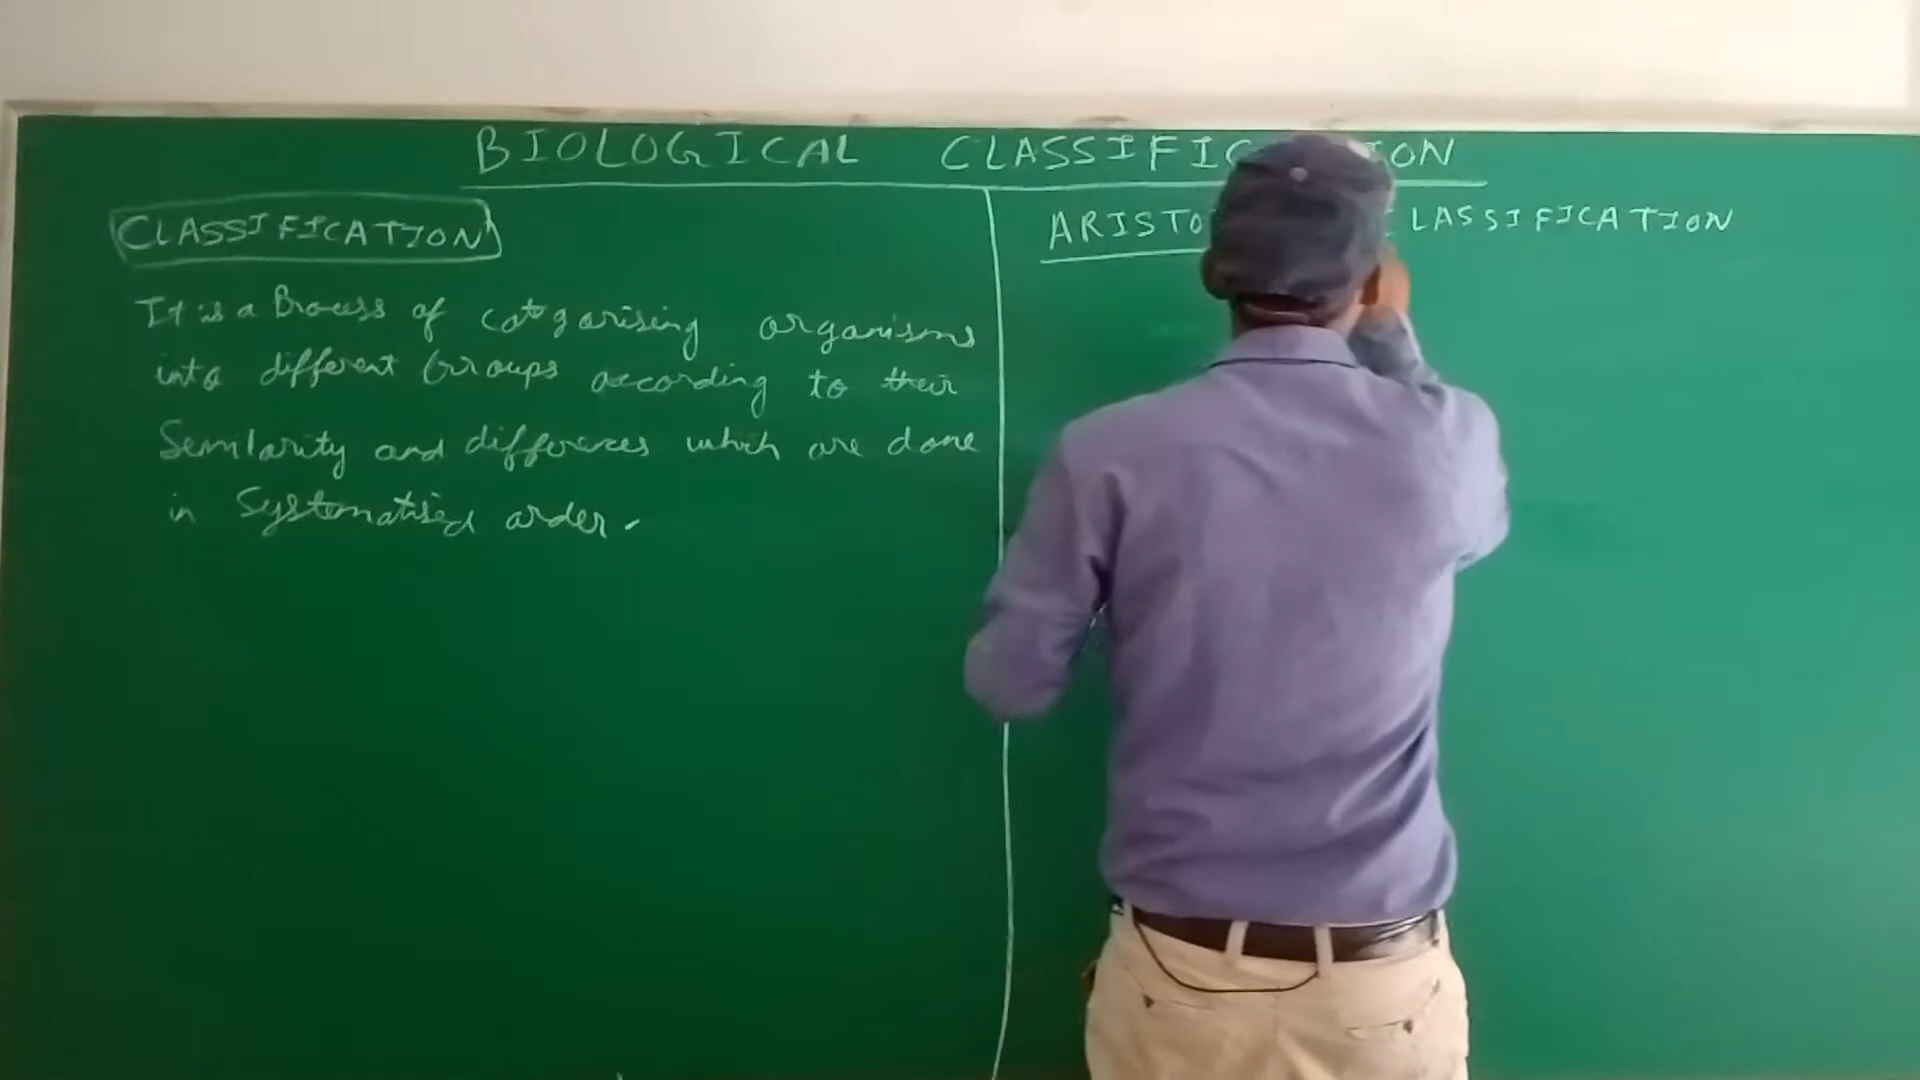 BIOLOGICAL CLASSIFIC ON
CLASSIFICATION
It is a Process of catgorising organisms
into different Groups according to their
Semilarity and differences which are done
in Systematised order.
ARISTO LASSIFICATION